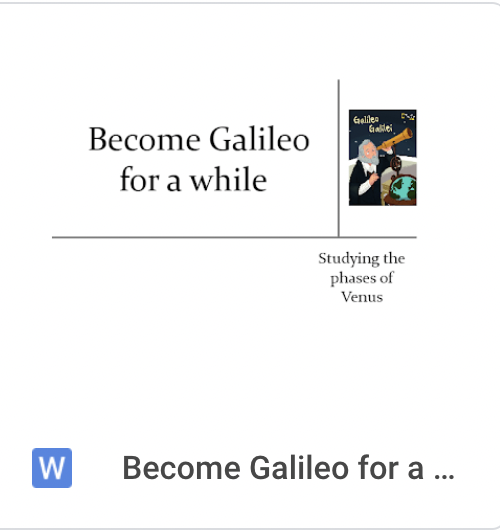 Become Galileo
for a while
Galileo
Galilei
Studying the
phases of
Venus
W
Become Galileo for a ...